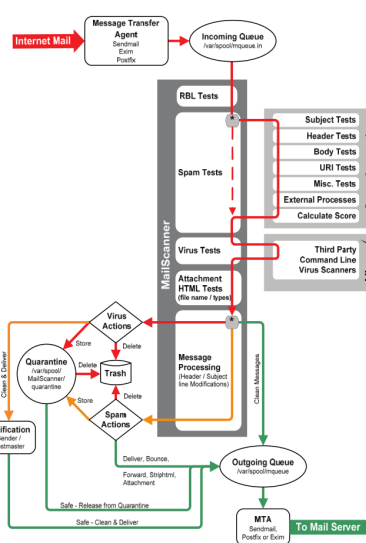 Message Transfer
Agent
Sendmail
Exim
Postfix
Internet Mail
Incoming Queue
/var/spool/mqueue.in
MailScanner
RBL Tests
Spam Tests
Subject Tests
Header Tests
Body Tests
URI Tests
Misc. Tests
External Processes
Calculate Score
Virus Tests
Third Party
Command Line
Virus Scanners
Attachment
HTML Tests
(file name / types)
Virus
Actions
Store
Delete
Quarantine
/var/spool/
MailScanner/
quarantine
Delete
Trash
Message
Processing
(Header / Subject
line Modifications)
Clean & Deliver
Clean Messages
Store
Delete
Spam
Actions
Deliver, Bounce,
Forward, Striphtml,
Attachment
Outgoing Queue
/var/spool/mqueue
Safe - Release from Quarantine
Safe - Clean & Deliver
MTA
Sendmail,
Postfix or Exim
To Mail Server